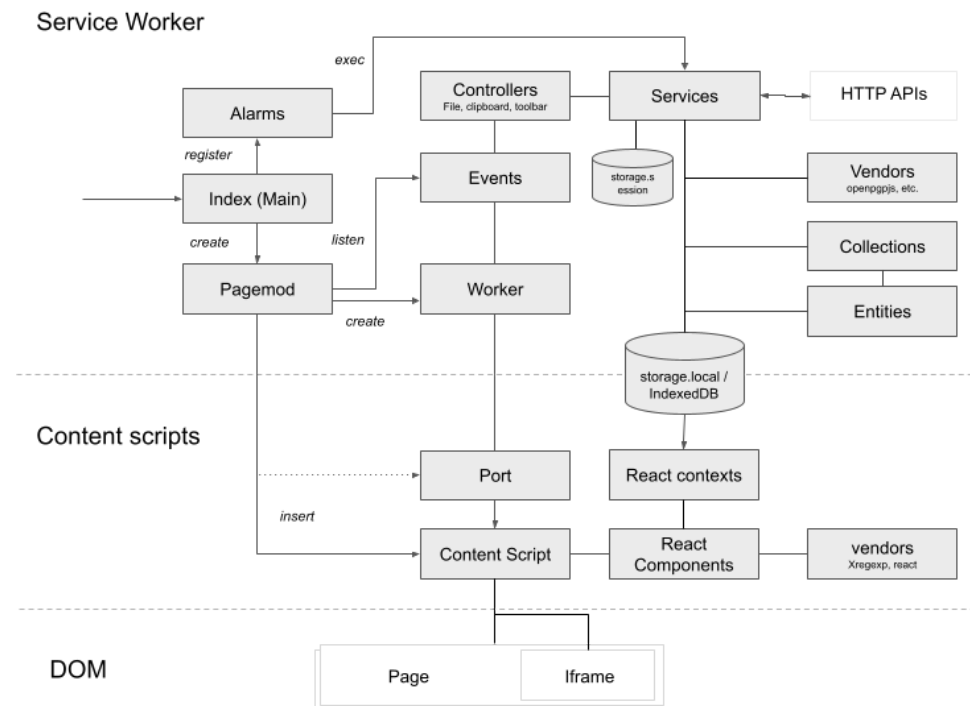 Service Worker
exec
Controllers
File, clipboard, toolbar
Services
HTTP APIs
Alarms
register
storage.s
ession
Vendors
openpgpjs, etc.
Events
Index (Main)
create
listen
Collections
Pagemod
Worker
Entities
create
storage.local /
IndexedDB
Content scripts
Port
React contexts
insert
Content Script
React
Components
vendors
Xregexp, react
DOM
Page
Iframe